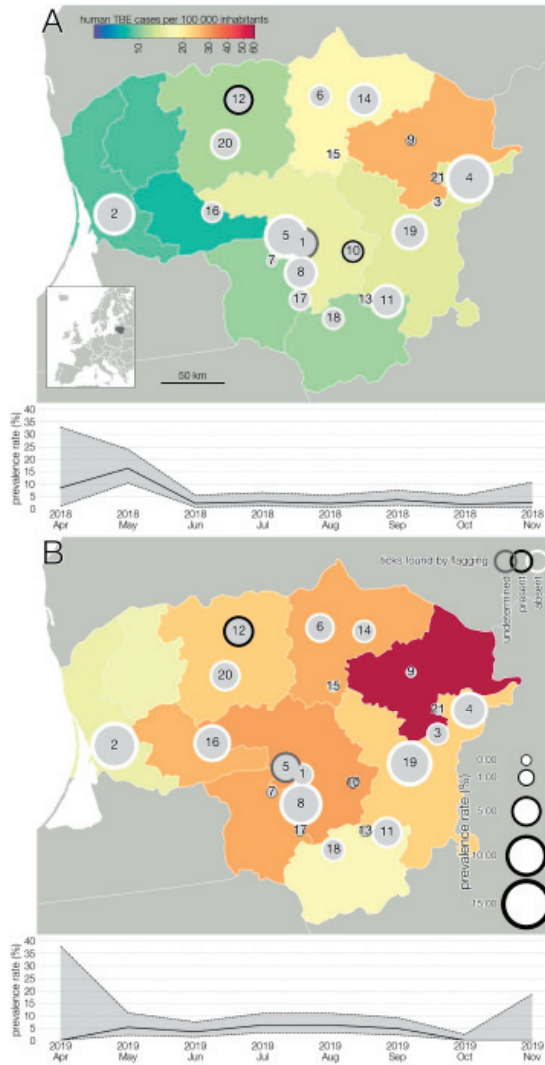 A
human TBE cases per 100 000 inhabitants
10 20 30 40 50 60
12 6 14
20 15 9
21 4
3
2 16
5 1 19
7 10
8
17 13 11
18
50 km
prevalence rate (%)
40
35
30
25
20
15
10
5
0
2018 2018 2018 2018 2018 2018 2018 2018
Apr May Jun Jul Aug Sep Oct Nov
B
ticks found by flagging
undetermined
present
absent
12 6 14
20 15 9
21 4
3
2 16
5 1 19
7
8
17 13 11
18
prevalence rate (%)
0.00
1.00
5.00
10.00
15.00
prevalence rate (%)
40
35
30
25
20
15
10
5
0
2019 2019 2019 2019 2019 2019 2019 2019
Apr May Jun Jul Aug Sep Oct Nov